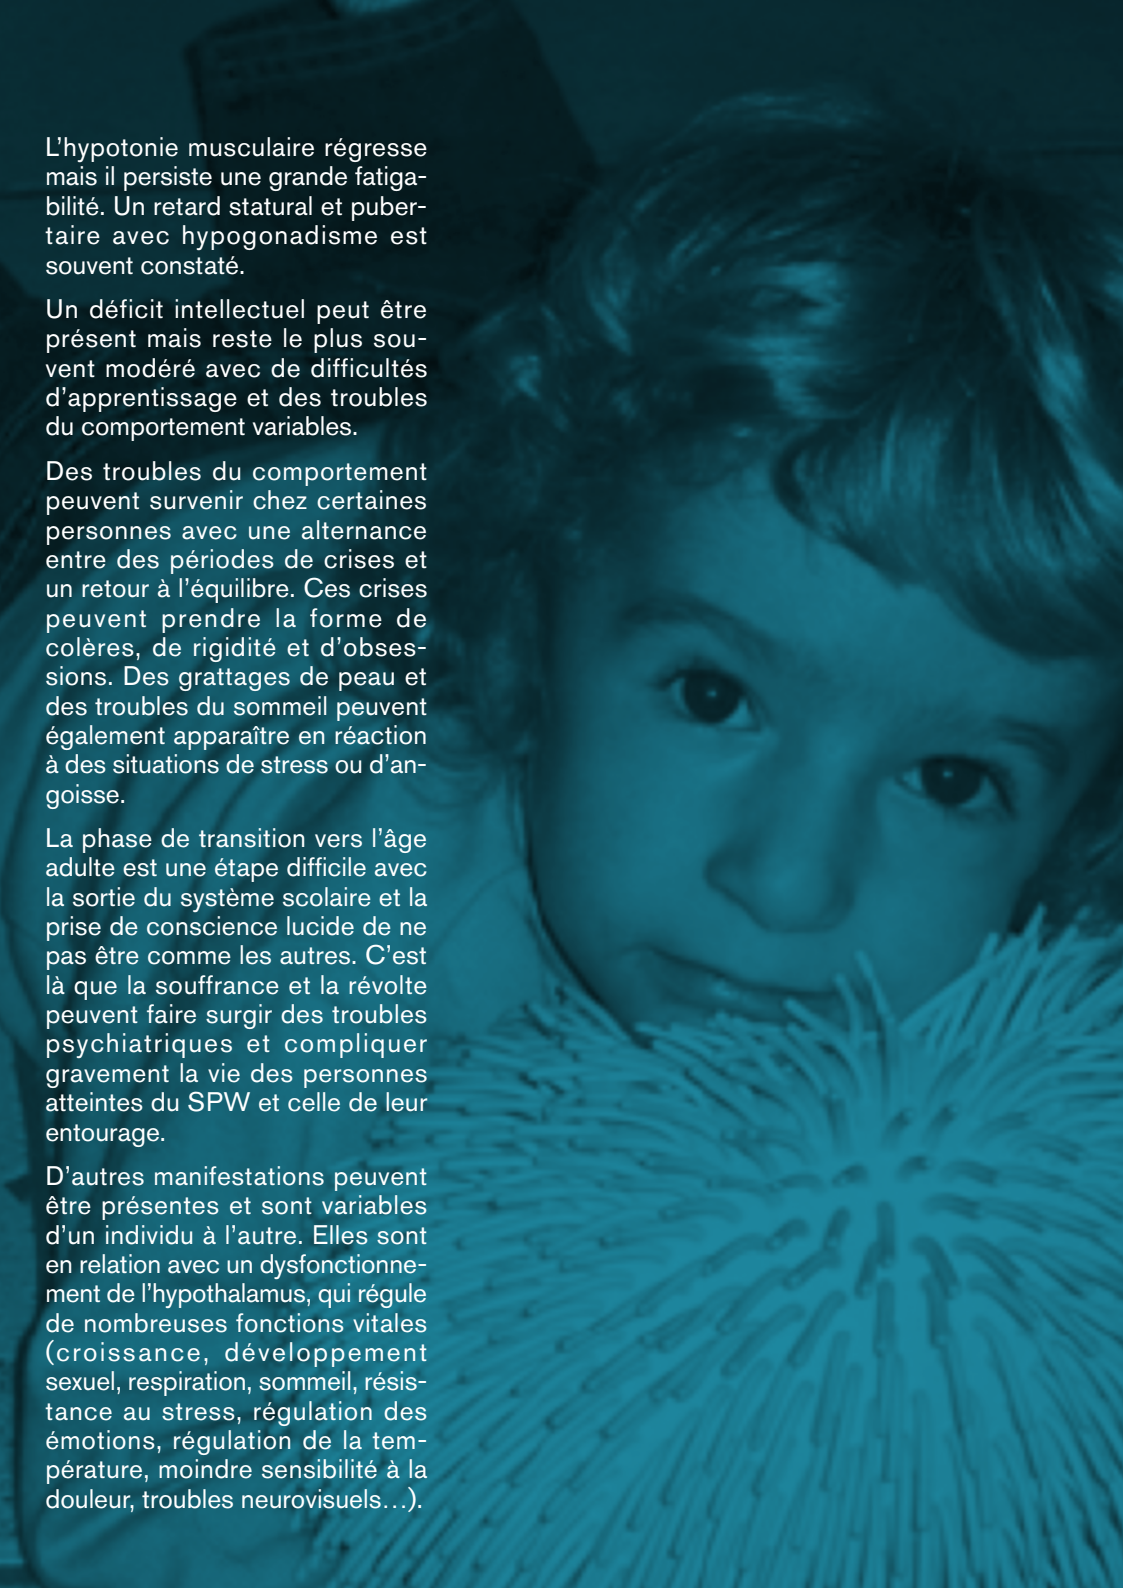 L’hypotonie musculaire régresse
mais il persiste une grande fatiga-
bilité. Un retard statural et puber-
taire avec hypogonadisme est
souvent constaté.
Un déficit intellectuel peut être
présent mais reste le plus sou-
vent modéré avec de difficultés
d’apprentissage et des troubles
du comportement variables.
Des troubles du comportement
peuvent survenir chez certaines
personnes avec une alternance
entre des périodes de crises et
un retour à l’équilibre. Ces crises
peuvent prendre la forme de
colères, de rigidité et d’obses-
sions. Des grattages de peau et
des troubles du sommeil peuvent
également apparaître en réaction
à des situations de stress ou d’an-
goisse.
La phase de transition vers l’âge
adulte est une étape difficile avec
la sortie du système scolaire et la
prise de conscience lucide de ne
pas être comme les autres. C’est
là que la souffrance et la révolte
peuvent faire surgir des troubles
psychiatriques et compliquer
gravement la vie des personnes
atteintes du SPW et celle de leur
entourage.
D’autres manifestations peuvent
être présentes et sont variables
d’un individu à l’autre. Elles sont
en relation avec un dysfonctionne-
ment de l’hypothalamus, qui régule
de nombreuses fonctions vitales
(croissance, développement
sexuel, respiration, sommeil, résis-
tance au stress, régulation des
émotions, régulation de la tem-
pérature, moindre sensibilité à la
douleur, troubles neurovisuels…).